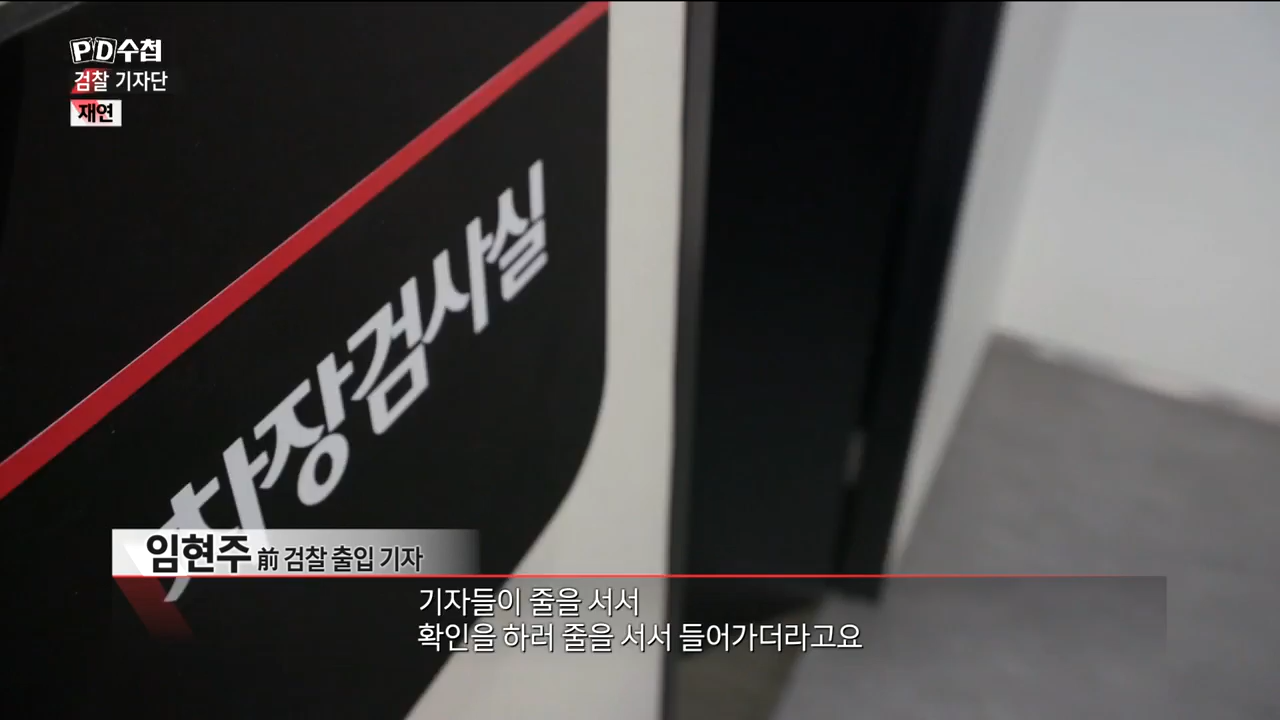 PD수첩
검찰 기자단
재연
차장검사실
임현주 前 검찰 출입 기자
기자들이 줄을 서서
확인을 하러 줄을 서서 들어가더라고요